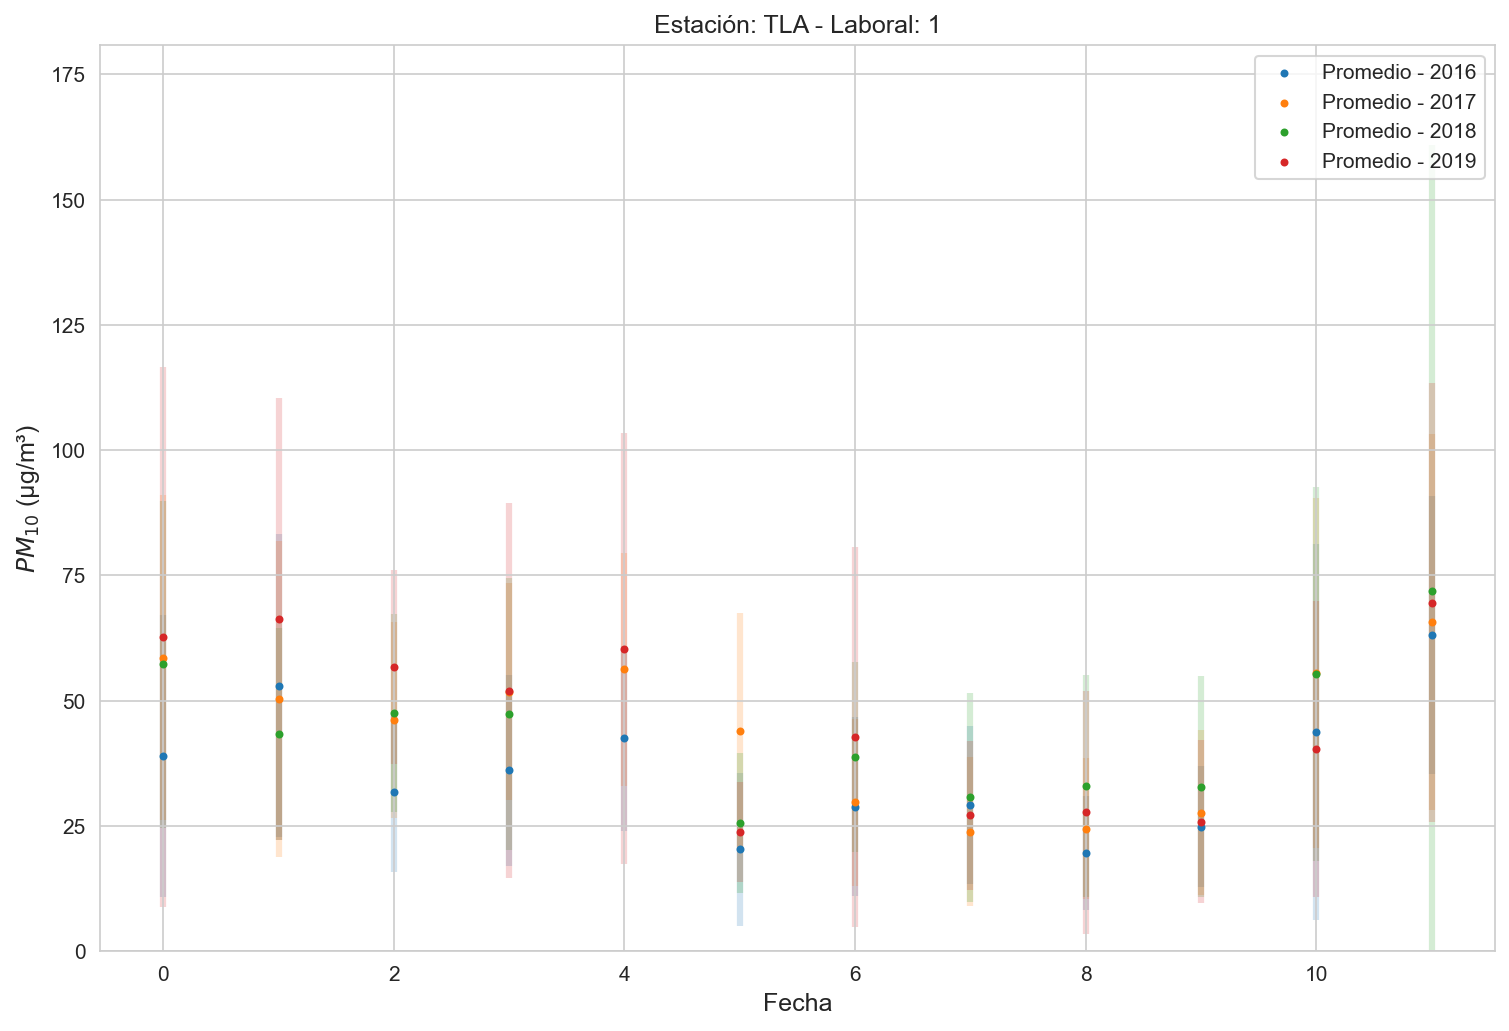 Estación: TLA - Laboral: 1
Promedio - 2016
Promedio - 2017
Promedio - 2018
Promedio - 2019
175
150
125
100
75
50
25
0
PM10 (µg/m³)
0 2 4 6 8 10
Fecha